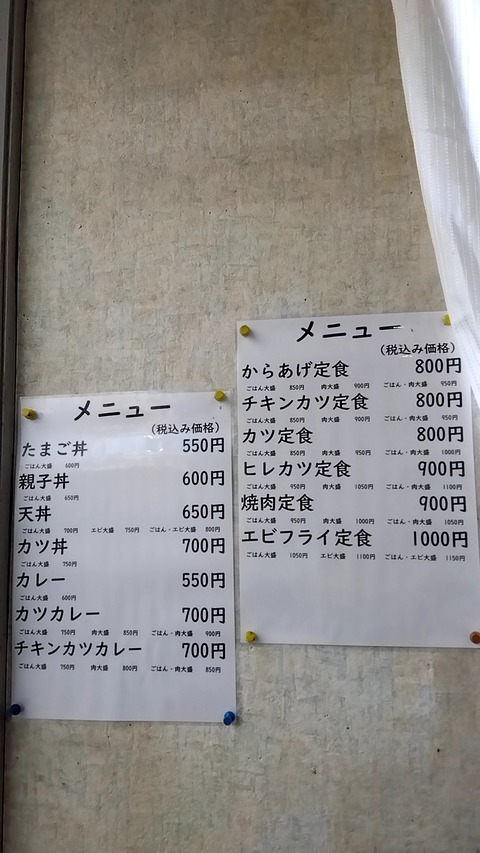 メニュー
(税込み価格)
たまご丼 550円
ごはん大盛 600円
親子丼 600円
ごはん大盛 650円
天丼 650円
ごはん大盛 700円 エビ大盛 750円 ごはん・エビ大盛 800円
カツ丼 700円
ごはん大盛 750円
カレー 550円
ごはん大盛 600円
カツカレー 700円
ごはん大盛 750円 肉大盛 850円 ごはん・肉大盛 900円
チキンカツカレー 700円
ごはん大盛 750円 肉大盛 800円 ごはん・肉大盛 850円
メニュー
(税込み価格)
からあげ定食 800円
ごはん大盛 850円 肉大盛 900円 ごはん・肉大盛 950円
チキンカツ定食 800円
ごはん大盛 850円 肉大盛 900円 ごはん・肉大盛 950円
カツ定食 800円
ごはん大盛 850円 肉大盛 950円 ごはん・肉大盛 1000円
ヒレカツ定食 900円
ごはん大盛 950円 肉大盛 1050円 ごはん・肉大盛 1100円
焼肉定食 900円
ごはん大盛 950円 肉大盛 1000円 ごはん・肉大盛 1050円
エビフライ定食 1000円
ごはん大盛 1050円 エビ大盛 1100円 ごはん・エビ大盛 1150円